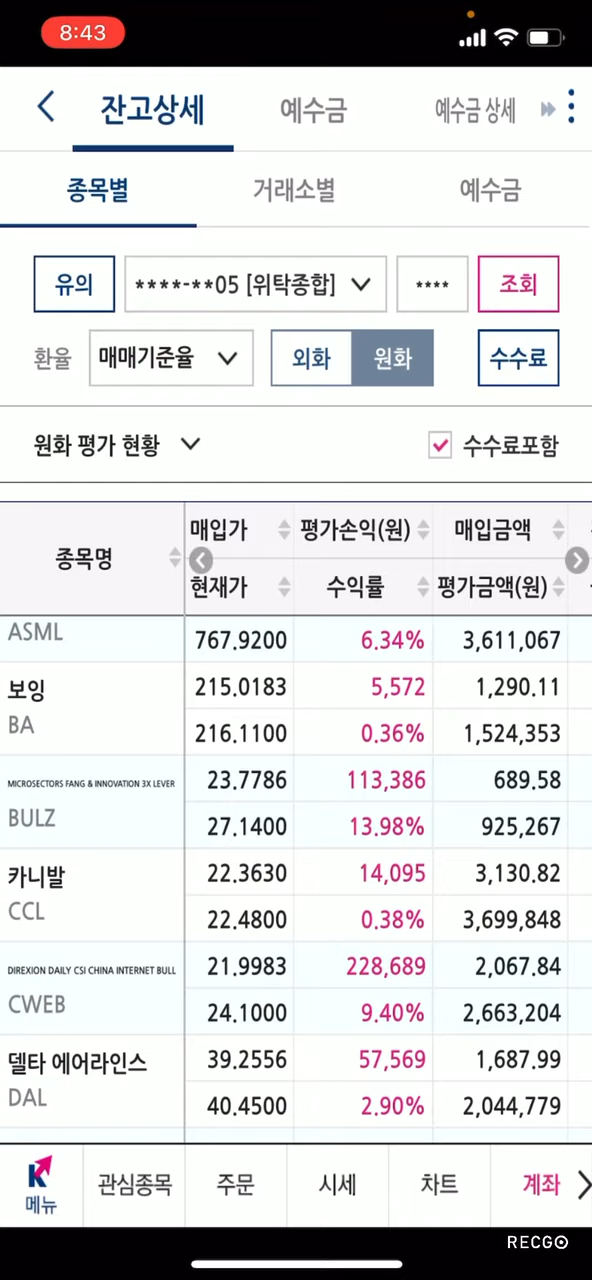 8:43
잔고상세 예수금 예수금 상세
종목별 거래소별 예수금
유의 ****-**05 [위탁종합] **** 조회
환율 매매기준율 외화 원화 수수료
원화 평가 현황 수수료포함
종목명 매입가 평가손익(원) 매입금액
현재가 수익률 평가금액(원)
ASML 767.9200 6.34% 3,611,067
보잉 215.0183 5,572 1,290.11
BA 216.1100 0.36% 1,524,353
MICROSECTORS FANG & INNOVATION 3X LEVER 23.7786 113,386 689.58
BULZ 27.1400 13.98% 925,267
카니발 22.3630 14,095 3,130.82
CCL 22.4800 0.38% 3,699,848
DIREXION DAILY CSI CHINA INTERNET BULL 21.9983 228,689 2,067.84
CWEB 24.1000 9.40% 2,663,204
델타 에어라인스 39.2556 57,569 1,687.99
DAL 40.4500 2.90% 2,044,779
메뉴 관심종목 주문 시세 차트 계좌
RECGO